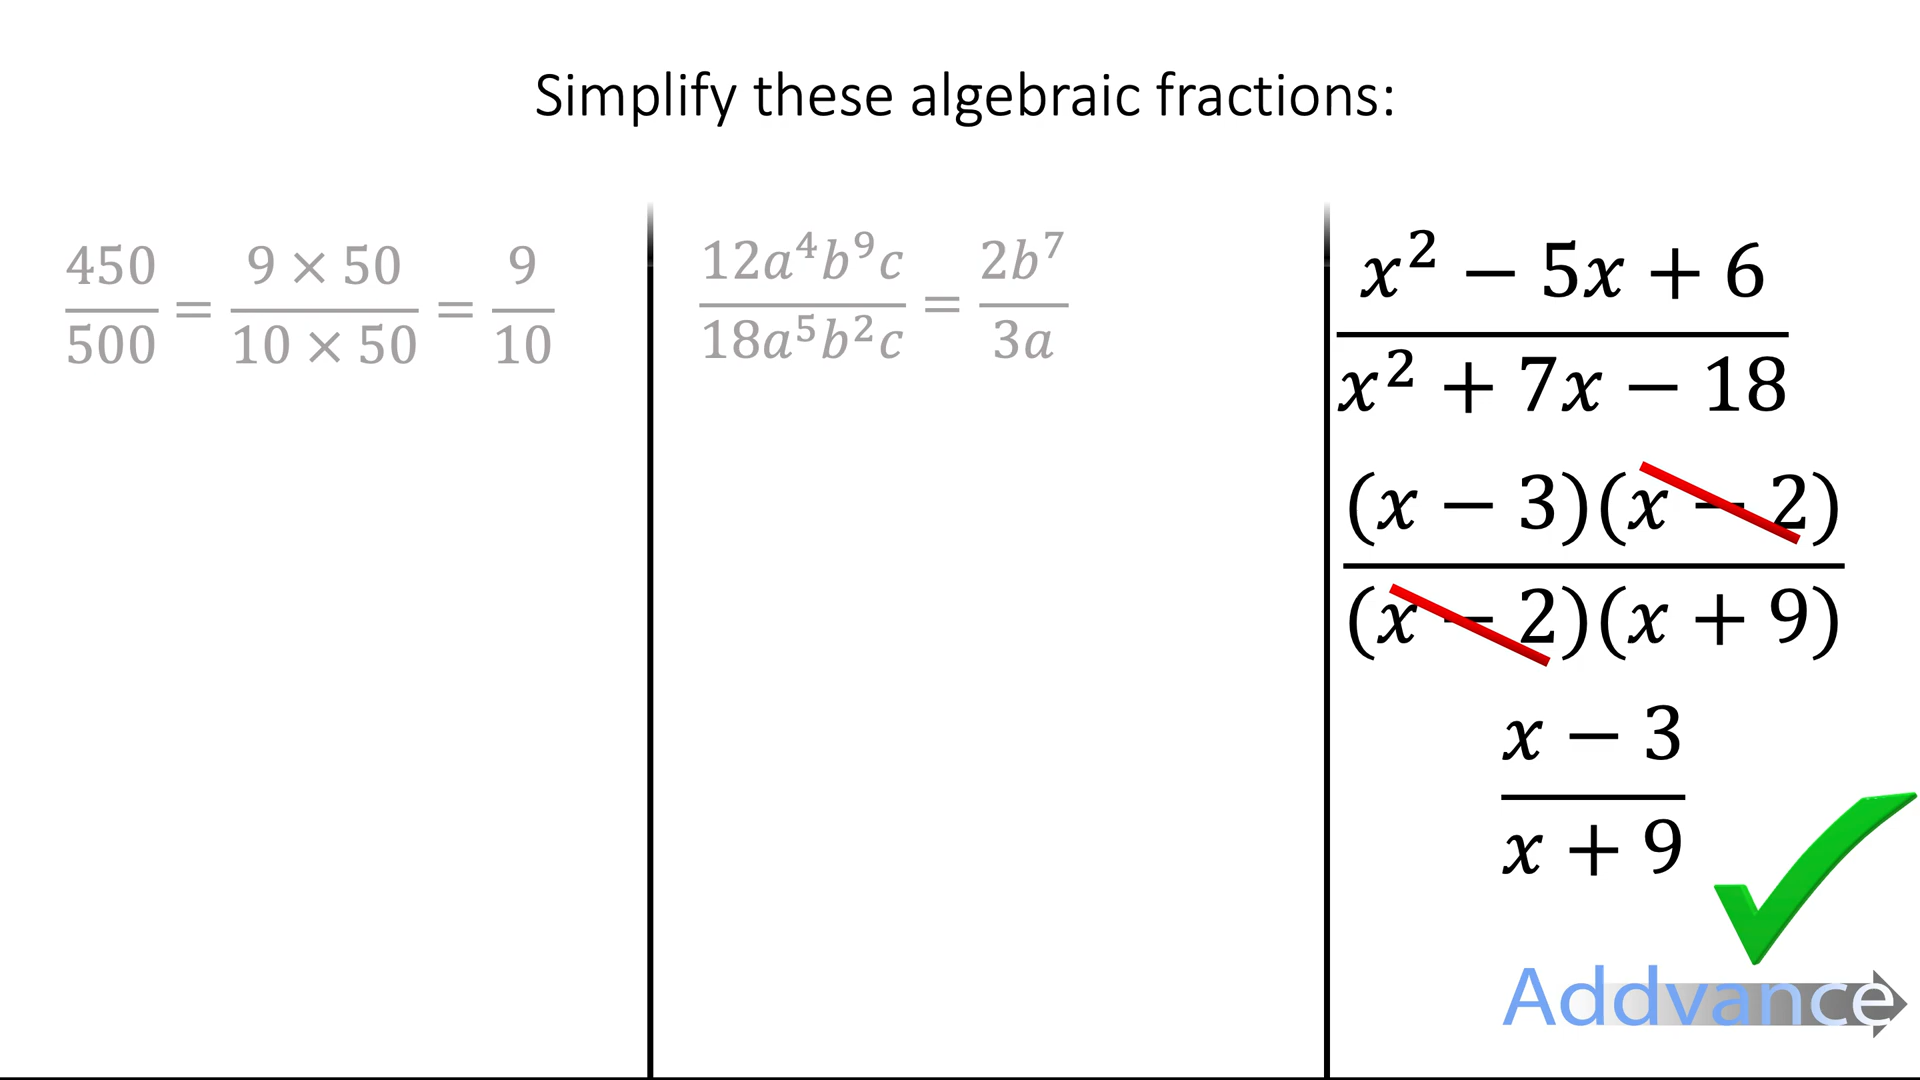 Simplify these algebraic fractions:
450/500 = 9 × 50/10 × 50 = 9/10
12a⁴b⁹c/18a⁵b²c = 2b⁷/3a
x² − 5x + 6
x² + 7x − 18
(x − 3)(x − 2)
(x − 2)(x + 9)
x − 3
x + 9
Addvance